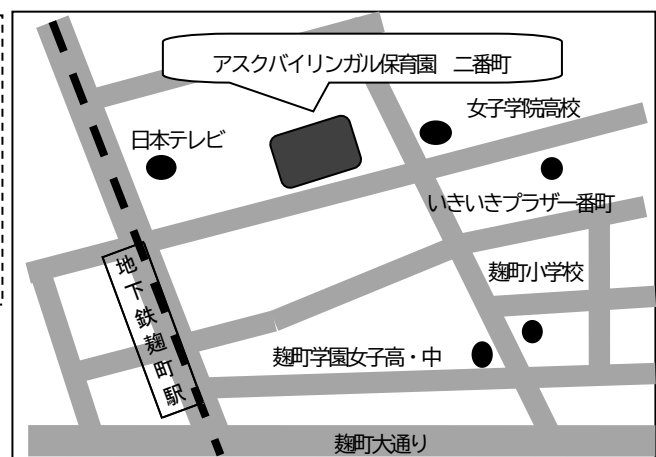 アスクバイリンガル保育園　二番町
女子学院高校
日本テレビ
いきいきプラザ一番町
地下鉄麹町駅
麹町小学校
麹町学園女子高・中
麹町大通り